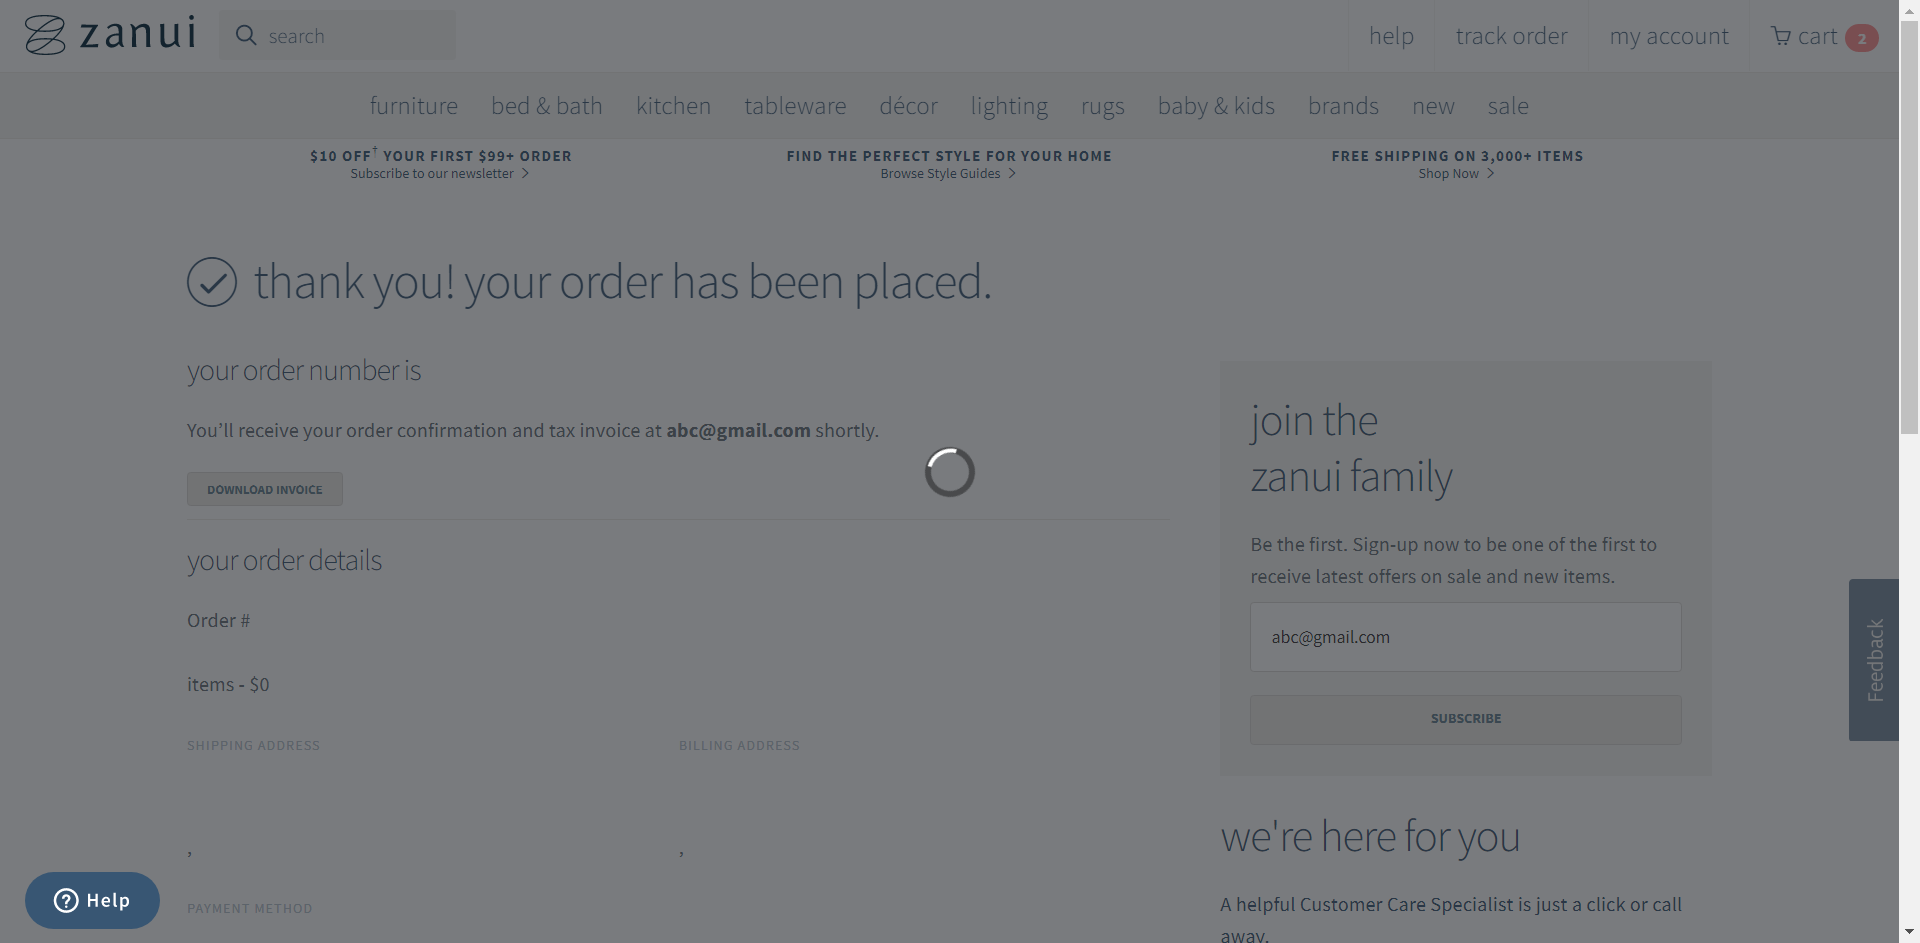 zanui
search
help
track order
my account
cart 2
furniture
bed & bath
kitchen
tableware
décor
lighting
rugs
baby & kids
brands
new
sale
$10 OFF† YOUR FIRST $99+ ORDER
Subscribe to our newsletter
FIND THE PERFECT STYLE FOR YOUR HOME
Browse Style Guides
FREE SHIPPING ON 3,000+ ITEMS
Shop Now
thank you! your order has been placed.
your order number is
You’ll receive your order confirmation and tax invoice at abc@gmail.com shortly.
DOWNLOAD INVOICE
your order details
Order #
items - $0
SHIPPING ADDRESS
,
BILLING ADDRESS
,
PAYMENT METHOD
join the
zanui family
Be the first. Sign-up now to be one of the first to
receive latest offers on sale and new items.
abc@gmail.com
SUBSCRIBE
we're here for you
A helpful Customer Care Specialist is just a click or call
away.
Feedback
Help